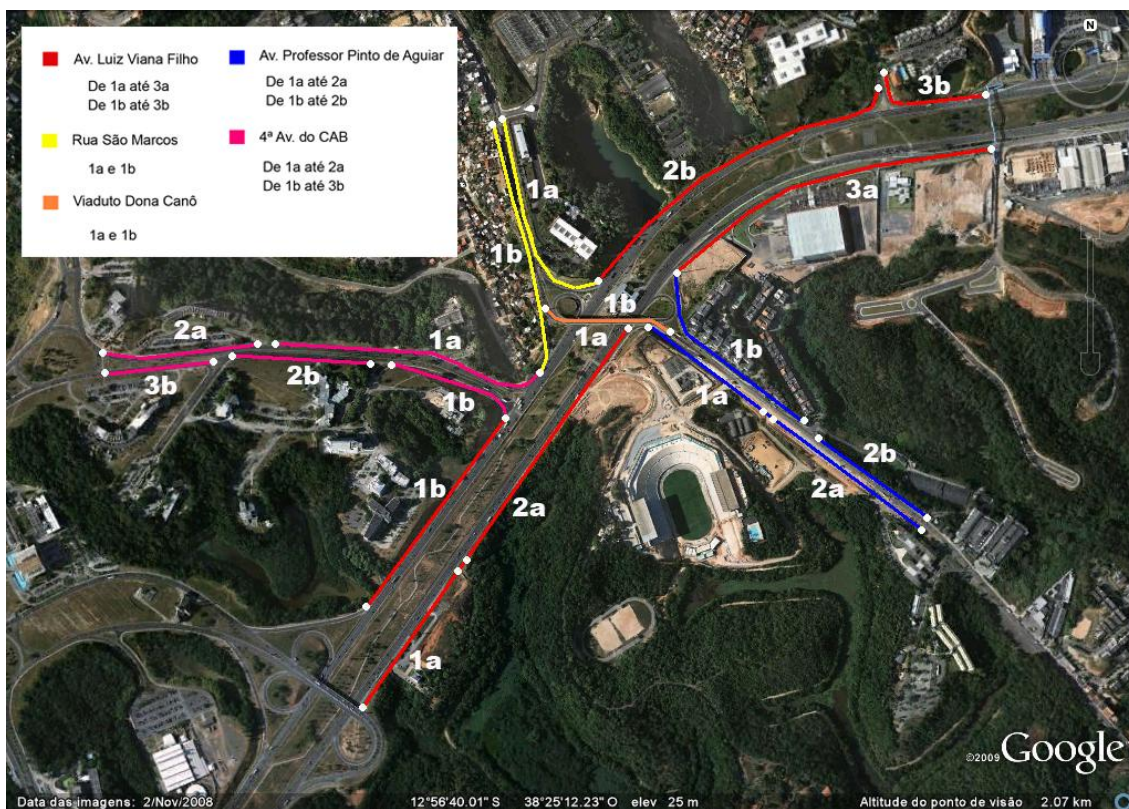 Av. Luiz Viana Filho
De 1a até 3a
De 1b até 3b
Rua São Marcos
1a e 1b
Viaduto Dona Canô
1a e 1b
Av. Professor Pinto de Aguiar
De 1a até 2a
De 1b até 2b
4ª Av. do CAB
De 1a até 2a
De 1b até 3b
N
3b
2b
1a
3a
1b
1b
1a
2a
1a
1b
2b
3b
1b
1a
2b
1b
2a
2a
1a
©2009 Google
Data das imagens: 2/Nov/2008
12°56'40.01" S
38°25'12.23" O
elev 25 m
Altitude do ponto de visão
2.07 km